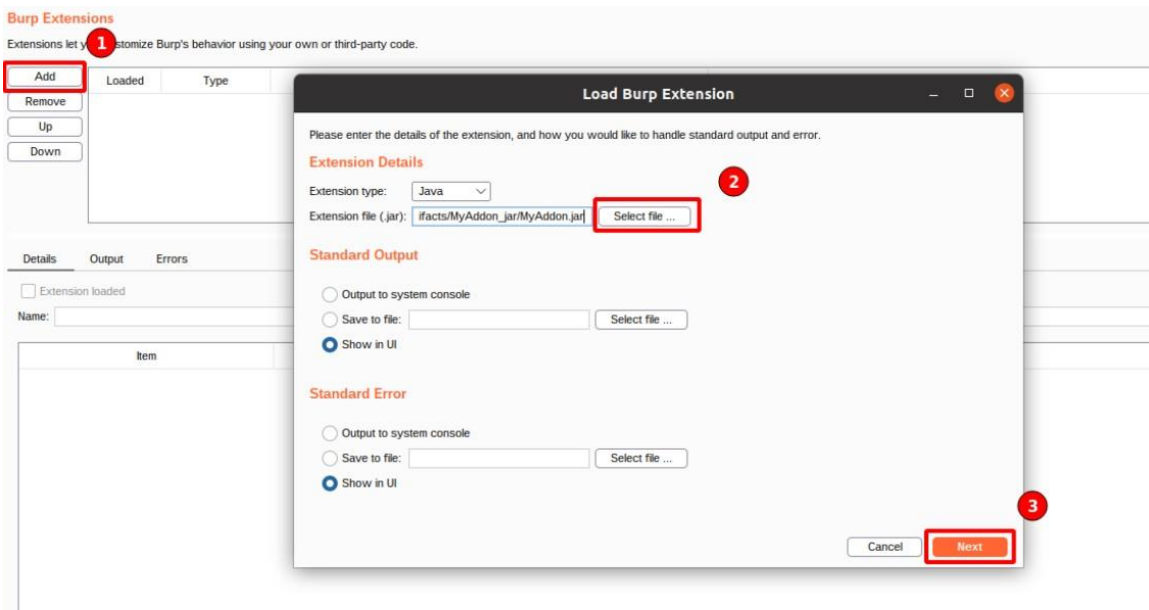 Burp Extensions
Extensions let y 1 stomize Burp's behavior using your own or third-party code.
Add
Loaded Type
Remove
Up
Down
Load Burp Extension
Please enter the details of the extension, and how you would like to handle standard output and error.
Extension Details
2
Extension type: Java
Extension file (.jar): ifacts/MyAddon_jar/MyAddon.jar Select file ...
Standard Output
Output to system console
Save to file: Select file ...
Show in UI
Standard Error
Output to system console
Save to file: Select file ...
Show in UI
3
Cancel Next
Details Output Errors
Extension loaded
Name:
Item